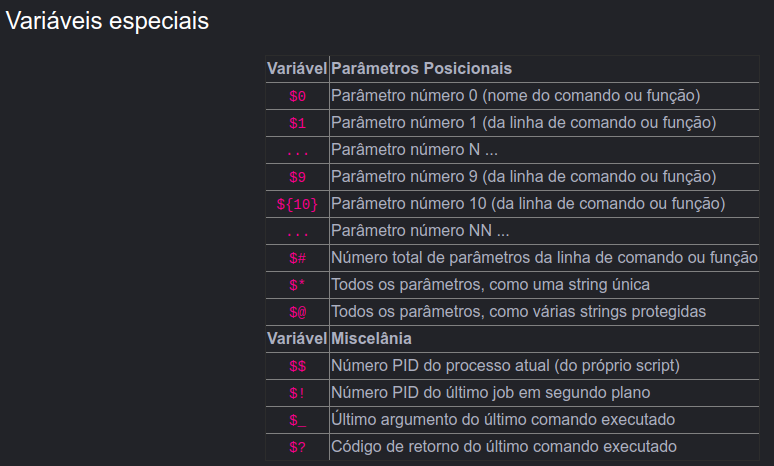 Variáveis especiais
Variável Parâmetros Posicionais
$0 Parâmetro número 0 (nome do comando ou função)
$1 Parâmetro número 1 (da linha de comando ou função)
... Parâmetro número N ...
$9 Parâmetro número 9 (da linha de comando ou função)
${10} Parâmetro número 10 (da linha de comando ou função)
... Parâmetro número NN ...
$# Número total de parâmetros da linha de comando ou função
$* Todos os parâmetros, como uma string única
$@ Todos os parâmetros, como várias strings protegidas
Variável Miscelânia
$$ Número PID do processo atual (do próprio script)
$! Número PID do último job em segundo plano
$_ Último argumento do último comando executado
$? Código de retorno do último comando executado